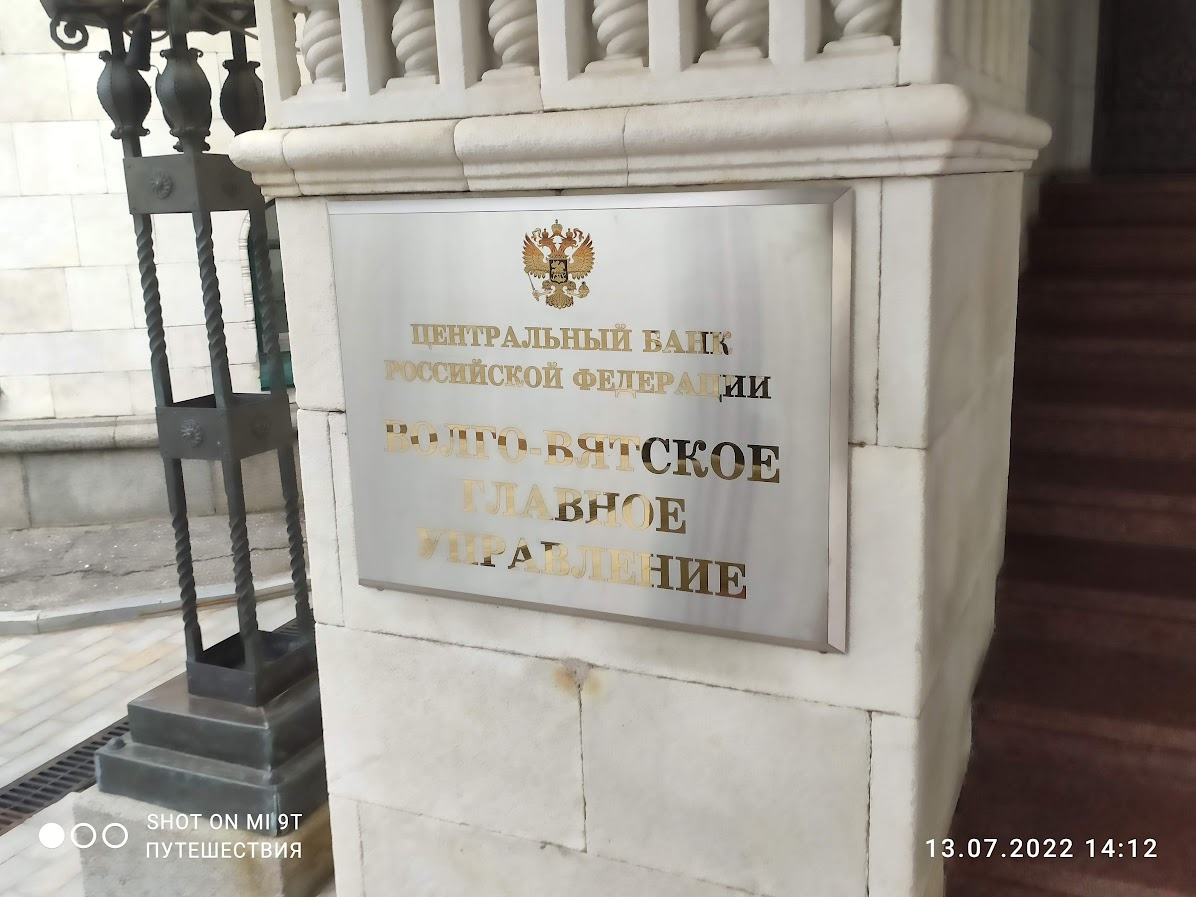 ЦЕНТРАЛЬНЫЙ БАНК
РОССИЙСКОЙ ФЕДЕРАЦИИ
ВОЛГО-ВЯТСКОЕ
ГЛАВНОЕ
УПРАВЛЕНИЕ
SHOT ON MI 9T
ПУТЕШЕСТВИЯ
13.07.2022 14:12